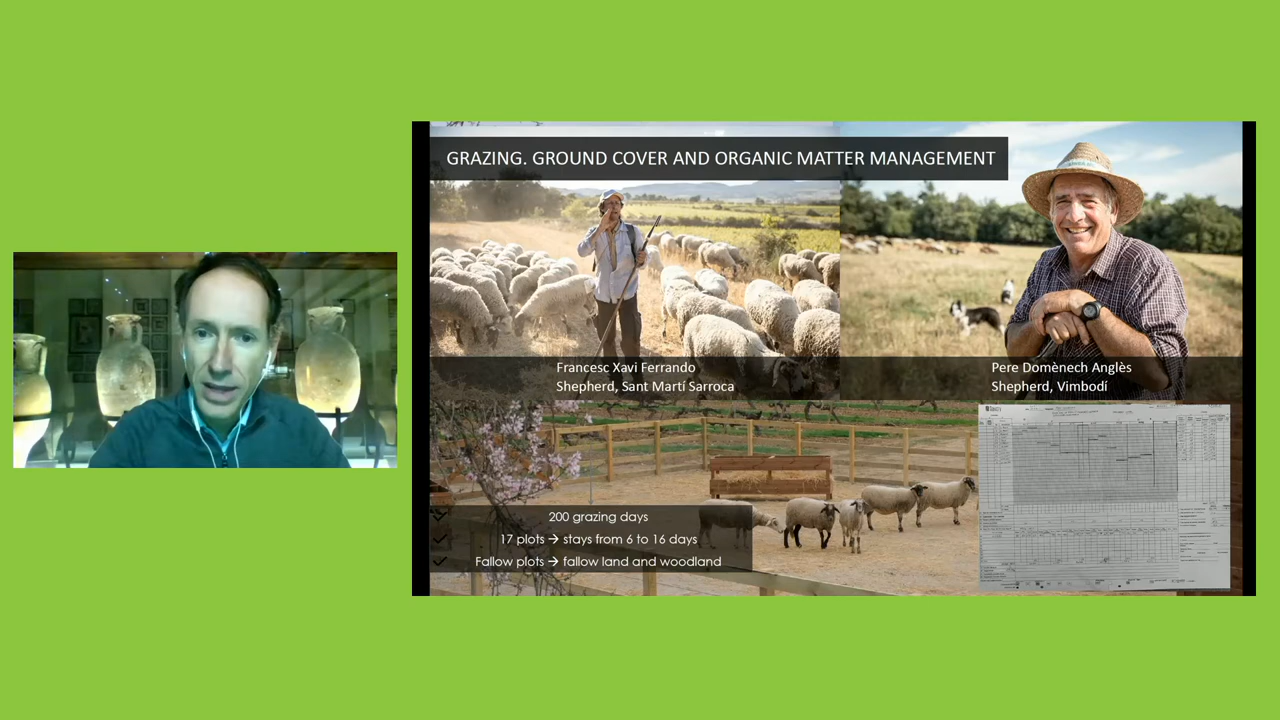 GRAZING. GROUND COVER AND ORGANIC MATTER MANAGEMENT
Francesc Xavi Ferrando
Shepherd, Sant Martí Sarroca
Pere Domènech Anglès
Shepherd, Vimbodí
200 grazing days
17 plots → stays from 6 to 16 days
Fallow plots → fallow land and woodland